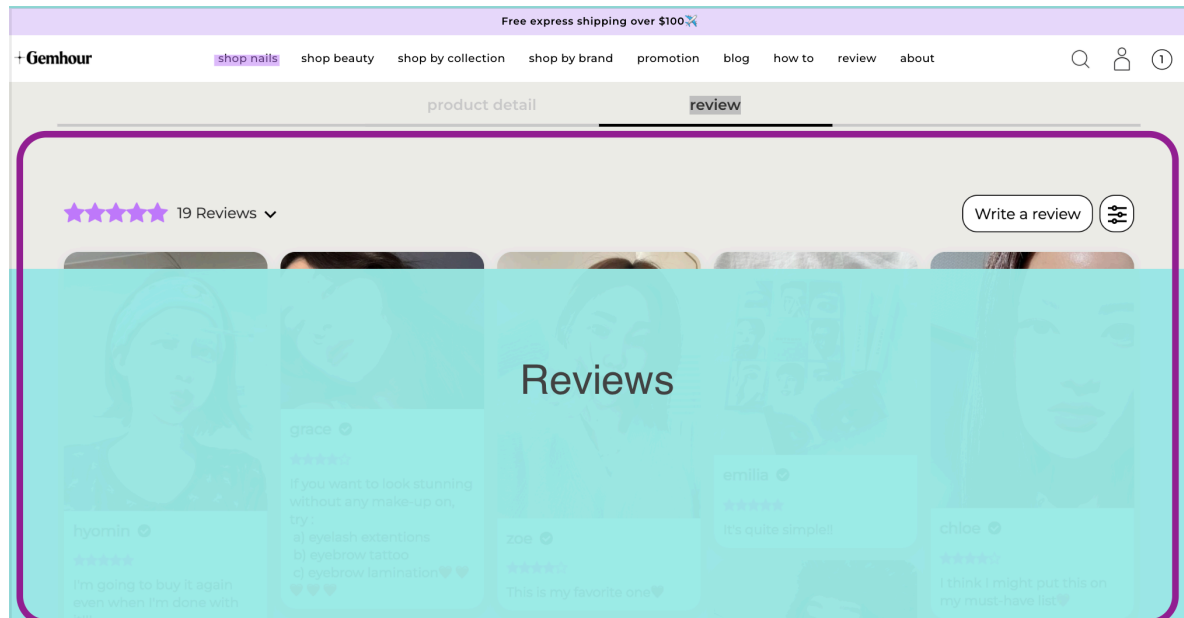 Free express shipping over $100✈️
Gemhour
shop nails shop beauty shop by collection shop by brand promotion blog how to review about
1
product detail review
19 Reviews
Write a review
Reviews
grace
If you want to look stunning
without any make-up on,
try :
a) eyelash extentions
b) eyebrow tattoo
c) eyebrow lamination🖤🖤
🖤🖤🖤
emilia
It's quite simple!!
hyomin
I'm going to buy it again
even when I'm done with
zoe
This is my favorite one🖤
chloe
I think I might put this on
my must-have list🖤